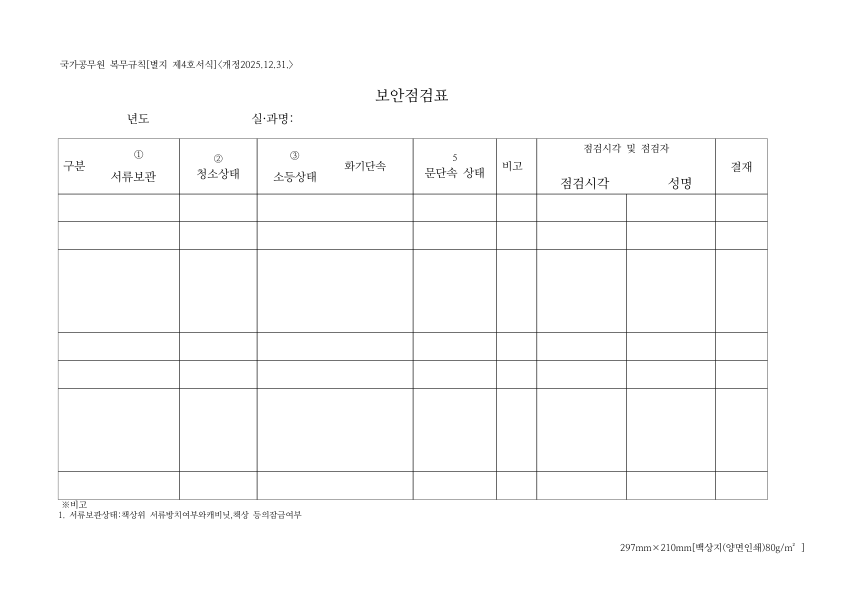 국가공무원 복무규칙[별지 제4호서식]<개정2025.12.31.>
보안점검표
년도 실·과명:
구분 ① 서류보관 ② 청소상태 ③ 소등상태 화기단속 5 문단속 상태 비고 점검시각 및 점검자 결재
점검시각 성명
※비고
1. 서류보관상태:책상위 서류방치여부와캐비닛,책상 등의잠금여부
297mm×210mm[백상지(양면인쇄)80g/㎡ ]